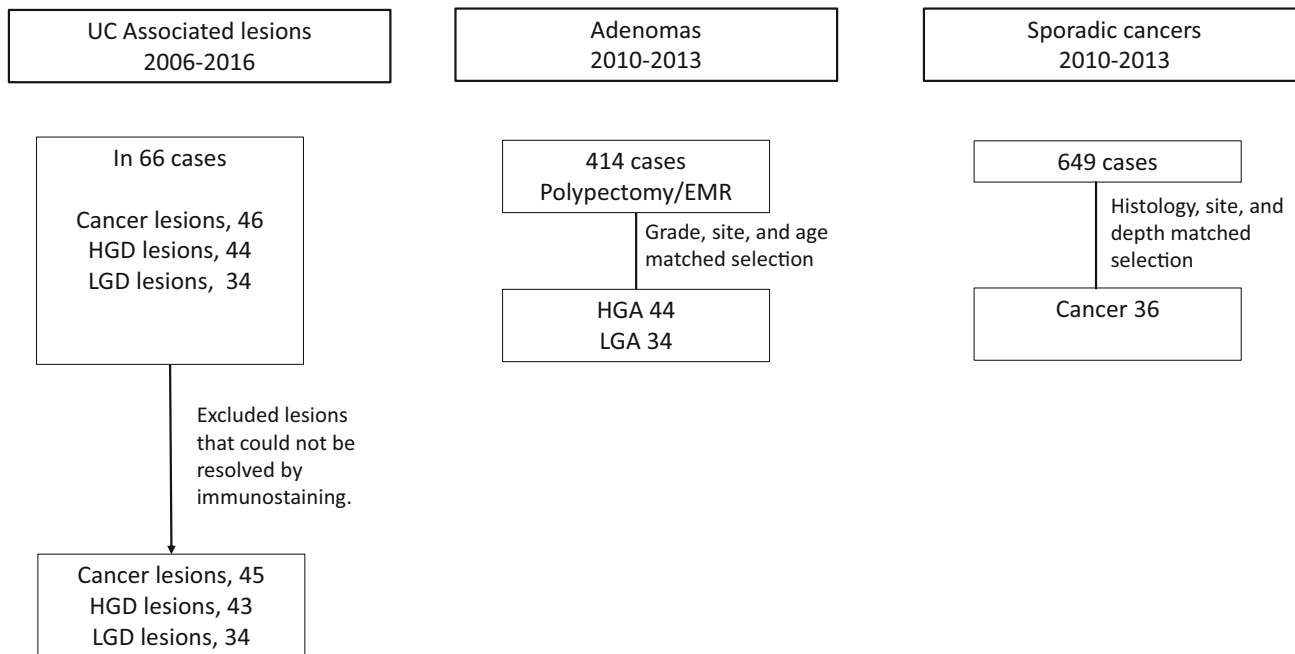 UC Associated lesions
2006-2016
In 66 cases
Cancer lesions, 46
HGD lesions, 44
LGD lesions, 34
Excluded lesions
that could not be
resolved by
immunostaining.
Cancer lesions, 45
HGD lesions, 43
LGD lesions, 34
Adenomas
2010-2013
414 cases
Polypectomy/EMR
Grade, site, and age
matched selection
HGA 44
LGA 34
Sporadic cancers
2010-2013
649 cases
Histology, site, and
depth matched
selection
Cancer 36